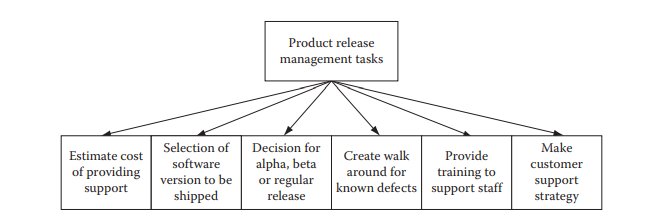 Product release
management tasks
Estimate cost
of providing
support
Selection of
software
version to be
shipped
Decision for
alpha, beta
or regular
release
Create walk
around for
known defects
Provide
training to
support staff
Make
customer
support
strategy